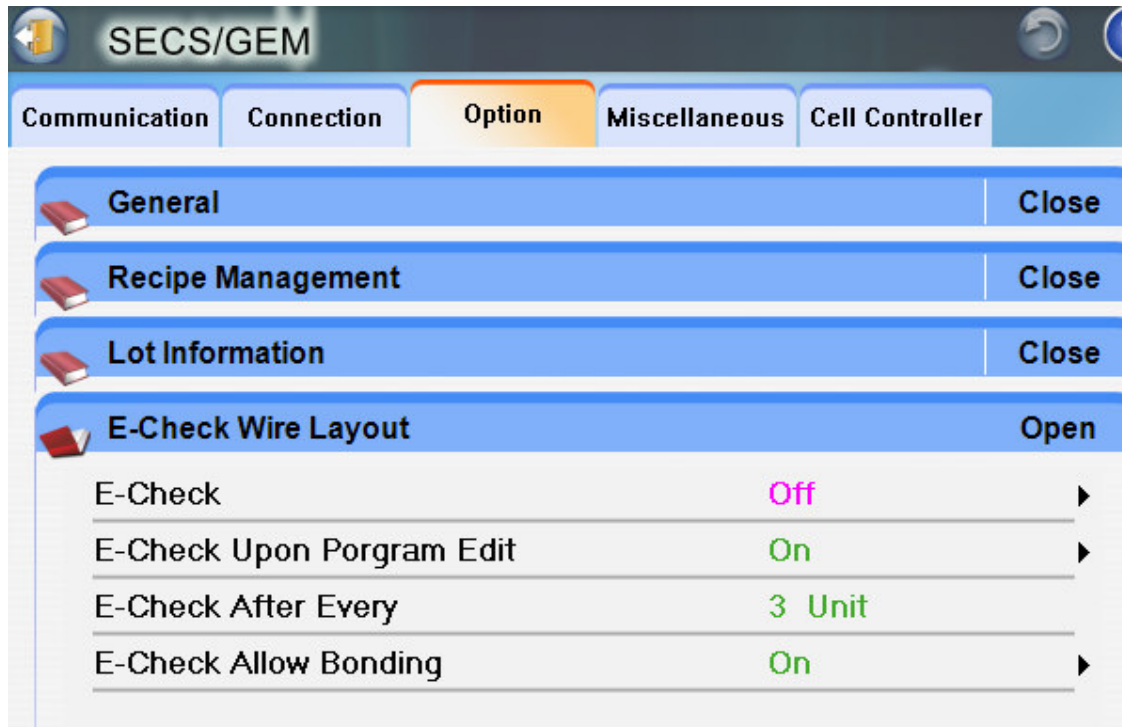 SECS/GEM
Communication Connection Option Miscellaneous Cell Controller
General Close
Recipe Management Close
Lot Information Close
E-Check Wire Layout Open
E-Check Off
E-Check Upon Porgram Edit On
E-Check After Every 3 Unit
E-Check Allow Bonding On